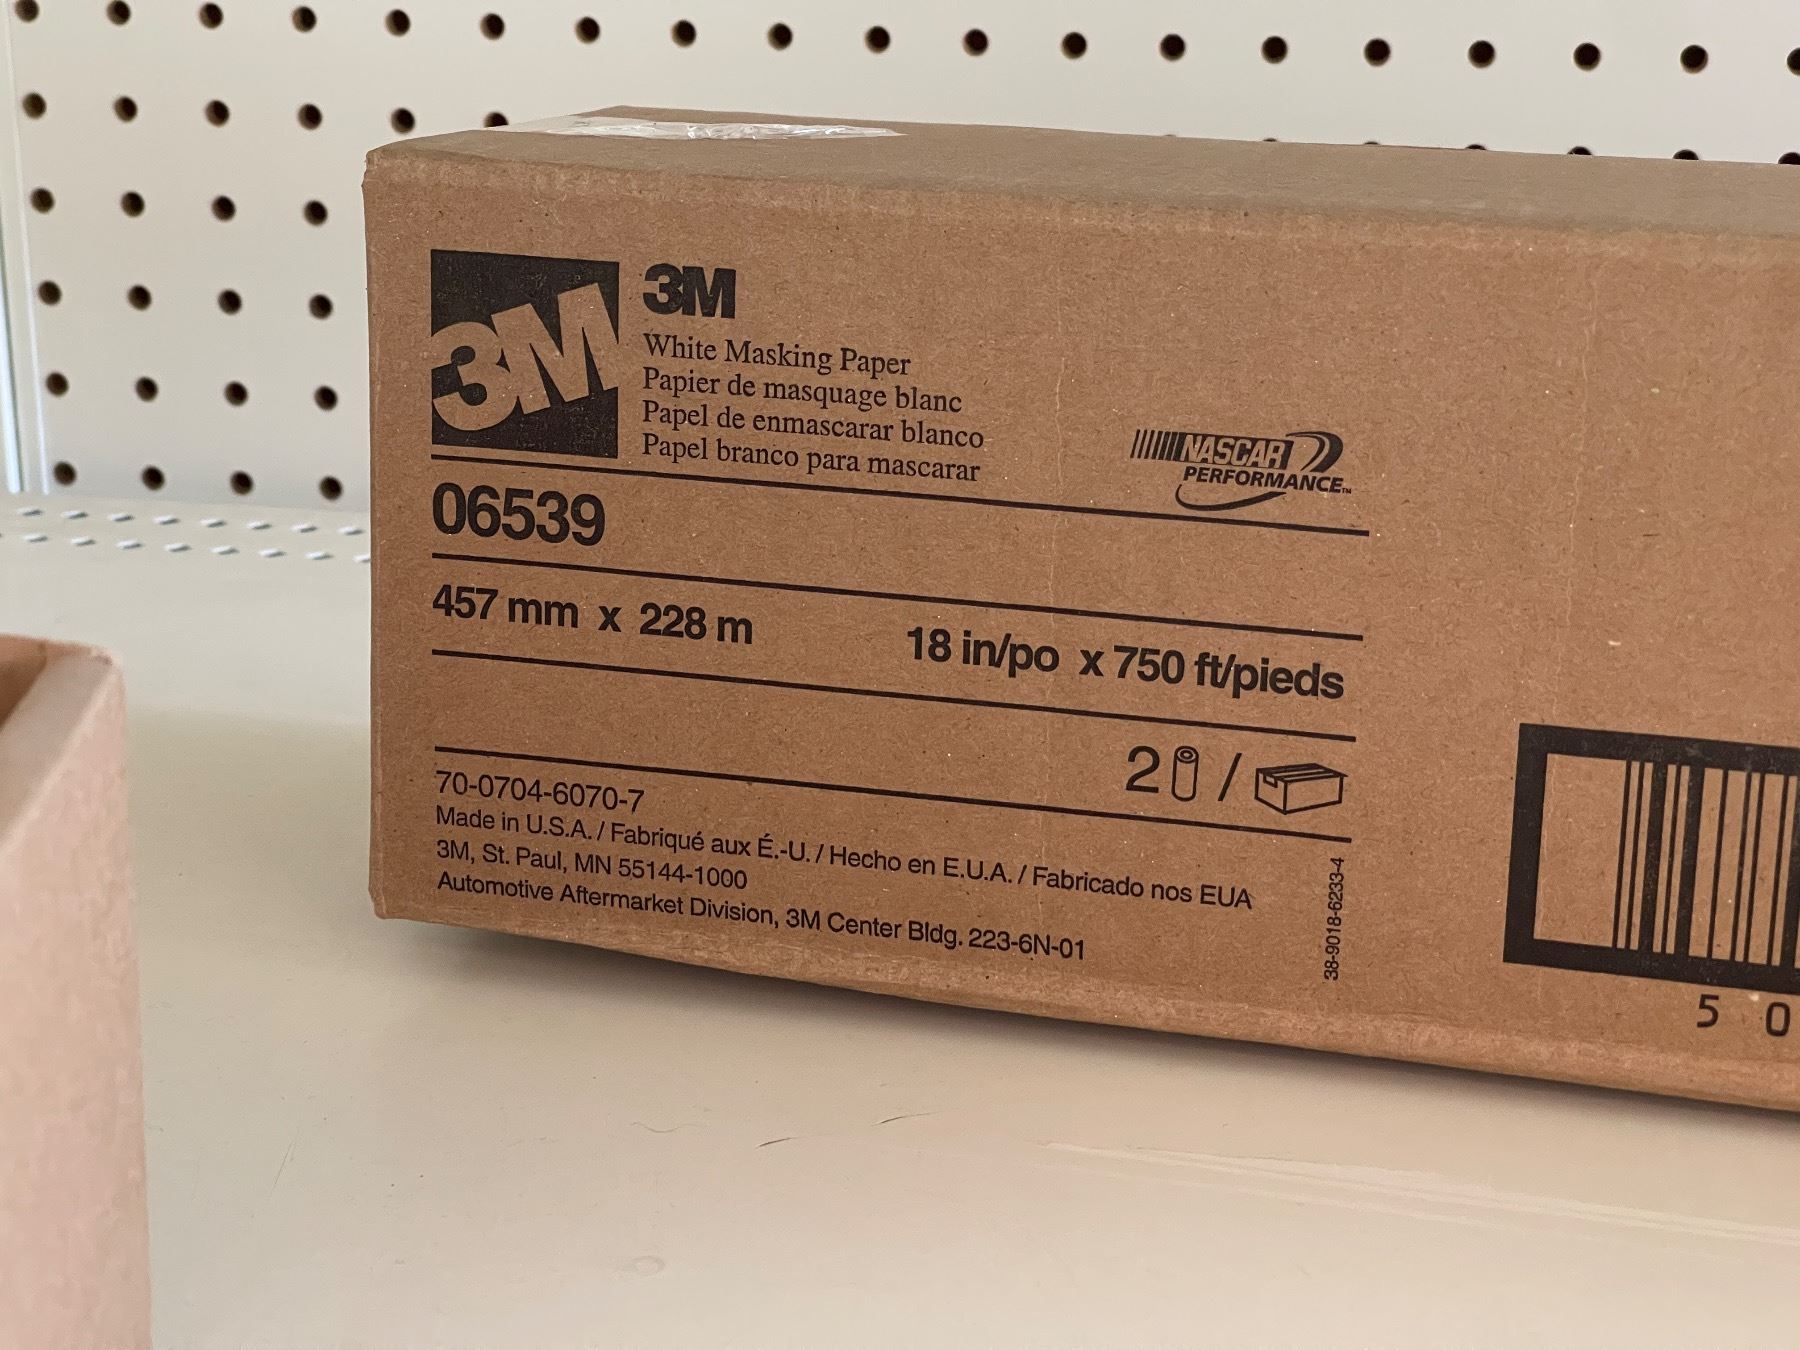 3M
3M
White Masking Paper
Papier de masquage blanc
Papel de enmascarar blanco
Papel branco para mascarar
NASCAR
PERFORMANCE™
06539
457 mm x 228 m
18 in/po x 750 ft/pieds
2 /
70-0704-6070-7
Made in U.S.A. / Fabriqué aux É.-U. / Hecho en E.U.A. / Fabricado nos EUA
3M, St. Paul, MN 55144-1000
Automotive Aftermarket Division, 3M Center Bldg. 223-6N-01
38-9018-6233-4
5 0